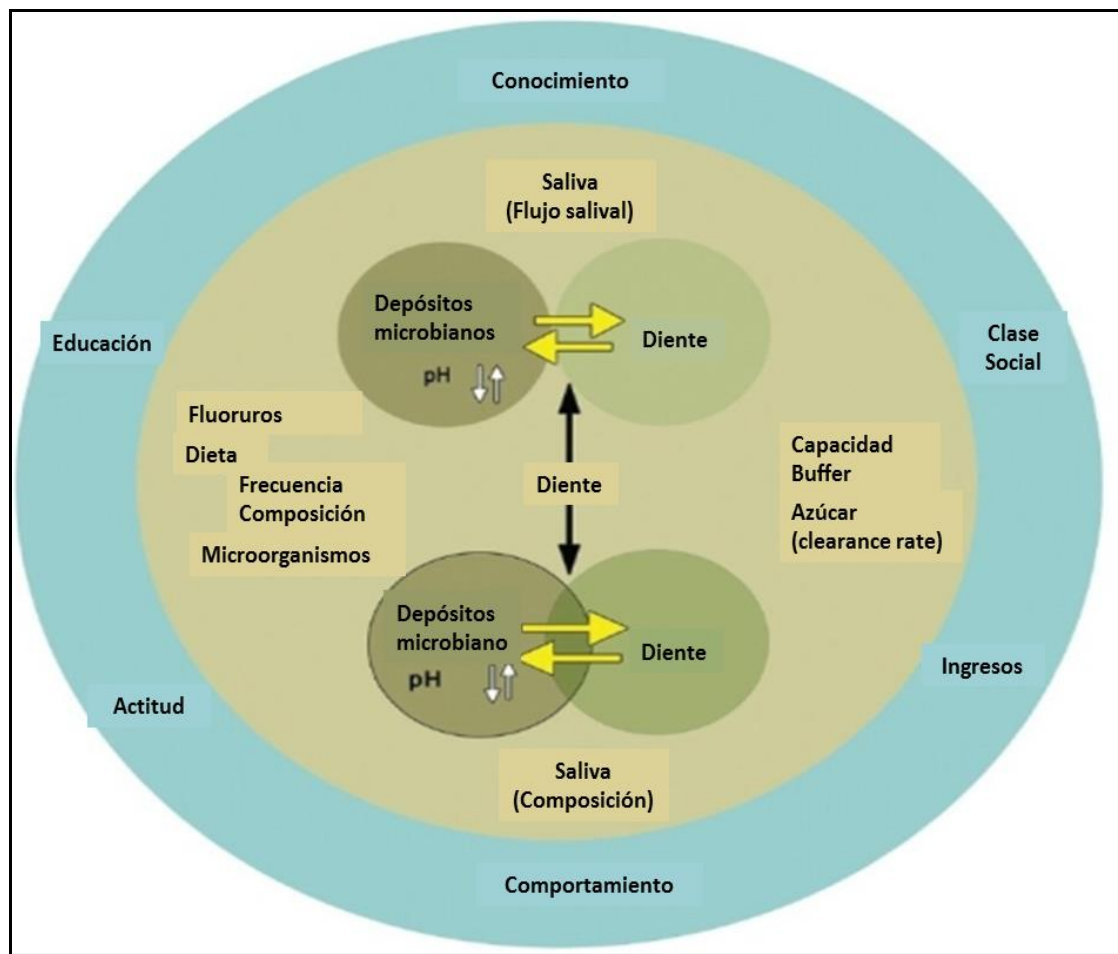 Conocimiento
Saliva
(Flujo salival)
Depósitos
microbianos
pH
Diente
Educación
Clase
Social
Fluoruros
Dieta
Frecuencia
Composición
Microorganismos
Diente
Capacidad
Buffer
Azúcar
(clearance rate)
Depósitos
microbiano
pH
Diente
Actitud
Ingresos
Saliva
(Composición)
Comportamiento